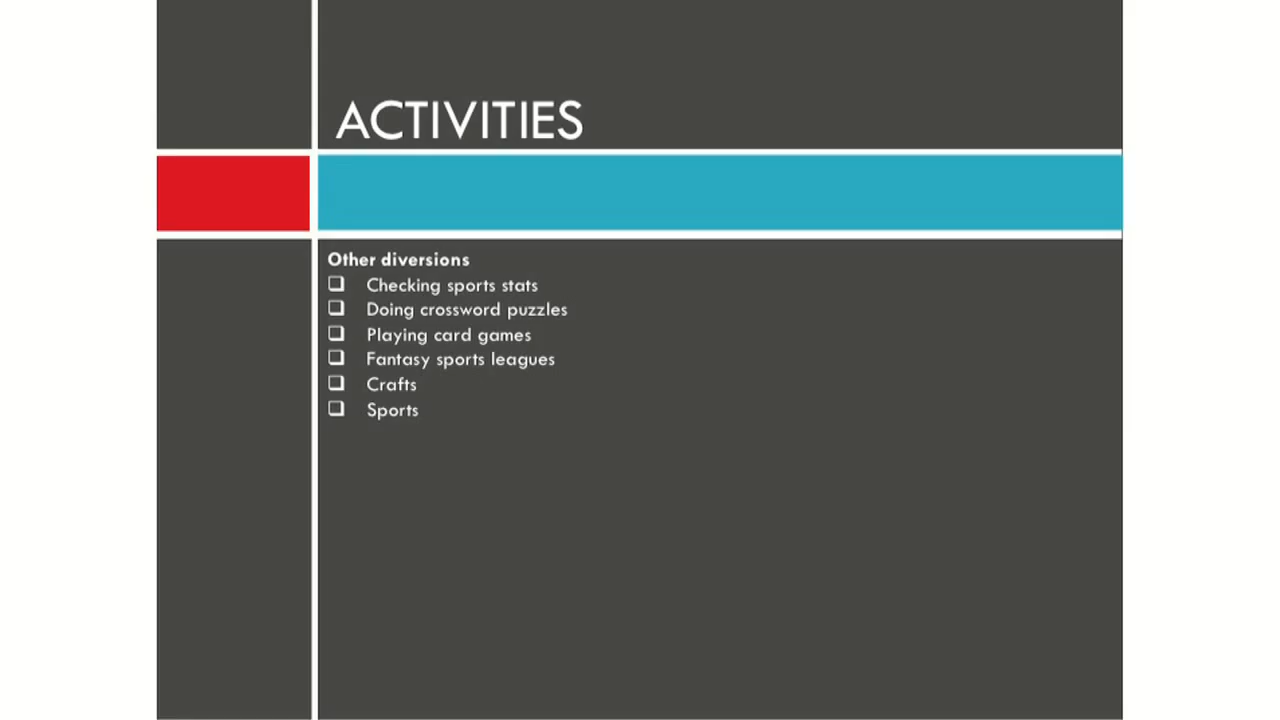 ACTIVITIES
Other diversions
❑ Checking sports stats
❑ Doing crossword puzzles
❑ Playing card games
❑ Fantasy sports leagues
❑ Crafts
❑ Sports